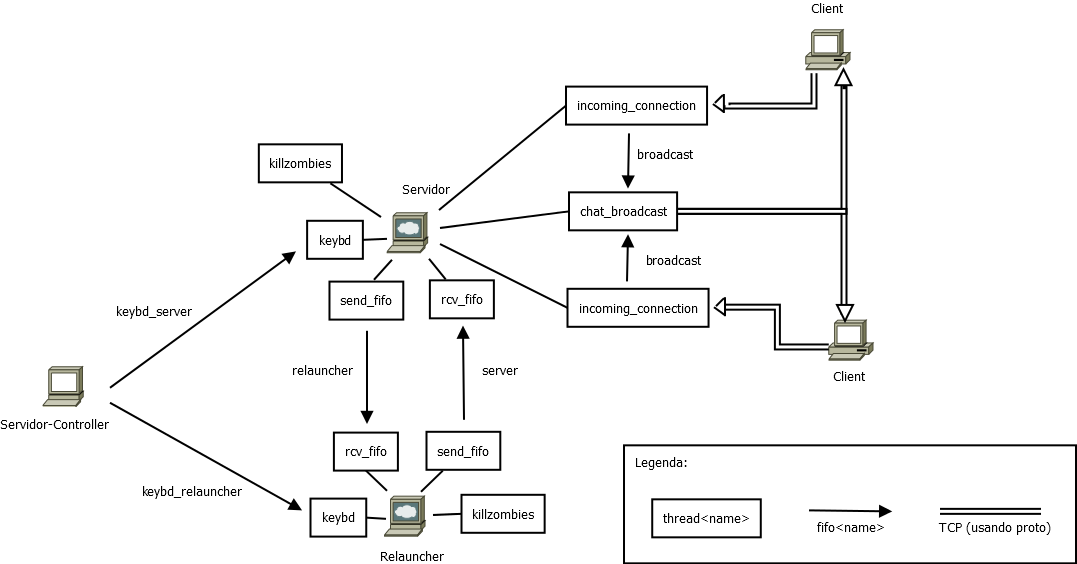 Client
incoming_connection
broadcast
killzombies
Servidor
chat_broadcast
keybd
broadcast
send_fifo
rcv_fifo
incoming_connection
keybd_server
relauncher
server
Client
Servidor-Controller
rcv_fifo
send_fifo
keybd_relauncher
keybd
killzombies
Relauncher
Legenda:
thread<name>
fifo<name>
TCP (usando proto)